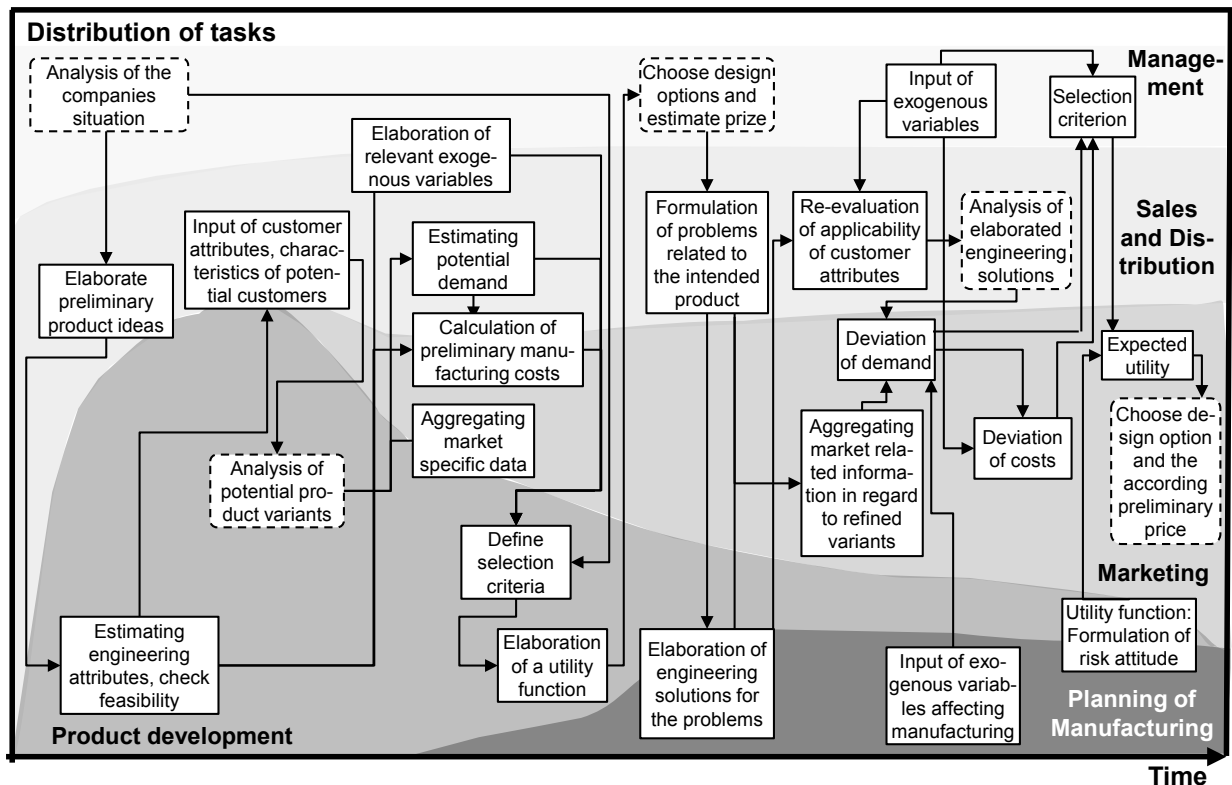 Distribution of tasks
Analysis of the
companies
situation
Choose design
options and
estimate prize
Input of
exogenous
variables
Selection
criterion
Manage-
ment
Elaboration of
relevant exoge-
nous variables
Input of customer
attributes, charac-
teristics of poten-
tial customers
Estimating
potential
demand
Formulation
of problems
related to
the intended
product
Re-evaluation
of applicability
of customer
attributes
Analysis of
elaborated
engineering
solutions
Sales
and Dis-
tribution
Elaborate
preliminary
product ideas
Calculation of
preliminary manu-
facturing costs
Deviation
of demand
Expected
utility
Aggregating
market
specific data
Analysis of
potential pro-
duct variants
Aggregating
market related
information in
regard
to refined
variants
Deviation
of costs
Choose de-
sign option
and the
according
preliminary
price
Define
selection
criteria
Marketing
Estimating
engineering
attributes, check
feasibility
Elaboration
of a utility
function
Elaboration of
engineering
solutions for
the problems
Input of exo-
genous variab-
les affecting
manufacturing
Utility function:
Formulation of
risk attitude
Product development
Planning of
Manufacturing
Time